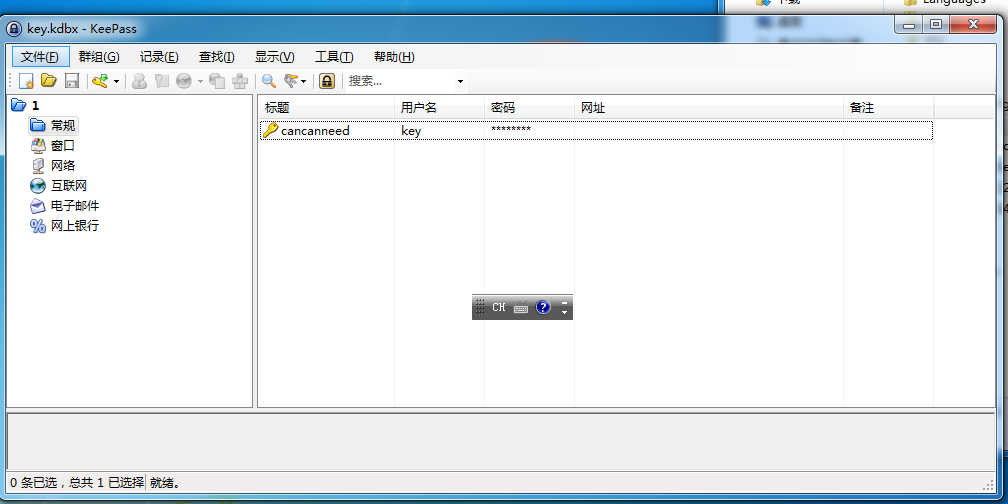 Languages
key.kdbx - KeePass
文件(F) 群组(G) 记录(E) 查找(I) 显示(V) 工具(T) 帮助(H)
搜索...
1
常规
窗口
网络
互联网
电子邮件
网上银行
标题 用户名 密码 网址 备注
cancanneed key ********
CH
0 条已选，总共 1 已选择 就绪。